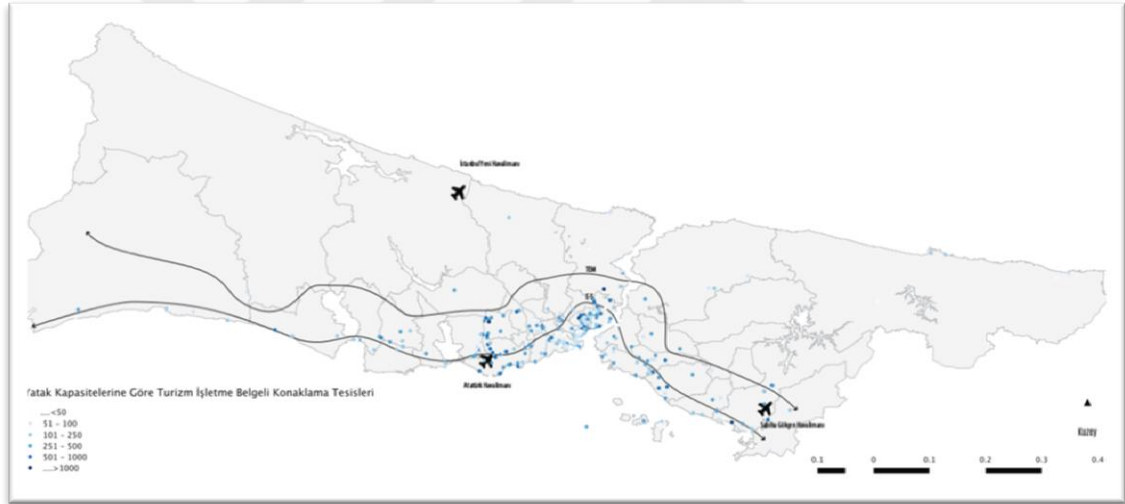 İstanbul Yeni Havalimanı
TEM
E-5
Atatürk Havalimanı
Sabiha Gökçen Havalimanı
Yatak Kapasitelerine Göre Turizm İşletme Belgeli Konaklama Tesisleri
....<50
51 - 100
101 - 250
251 - 500
501 - 1000
....>1000
Kuzey
0.1 0 0.1 0.2 0.3 0.4